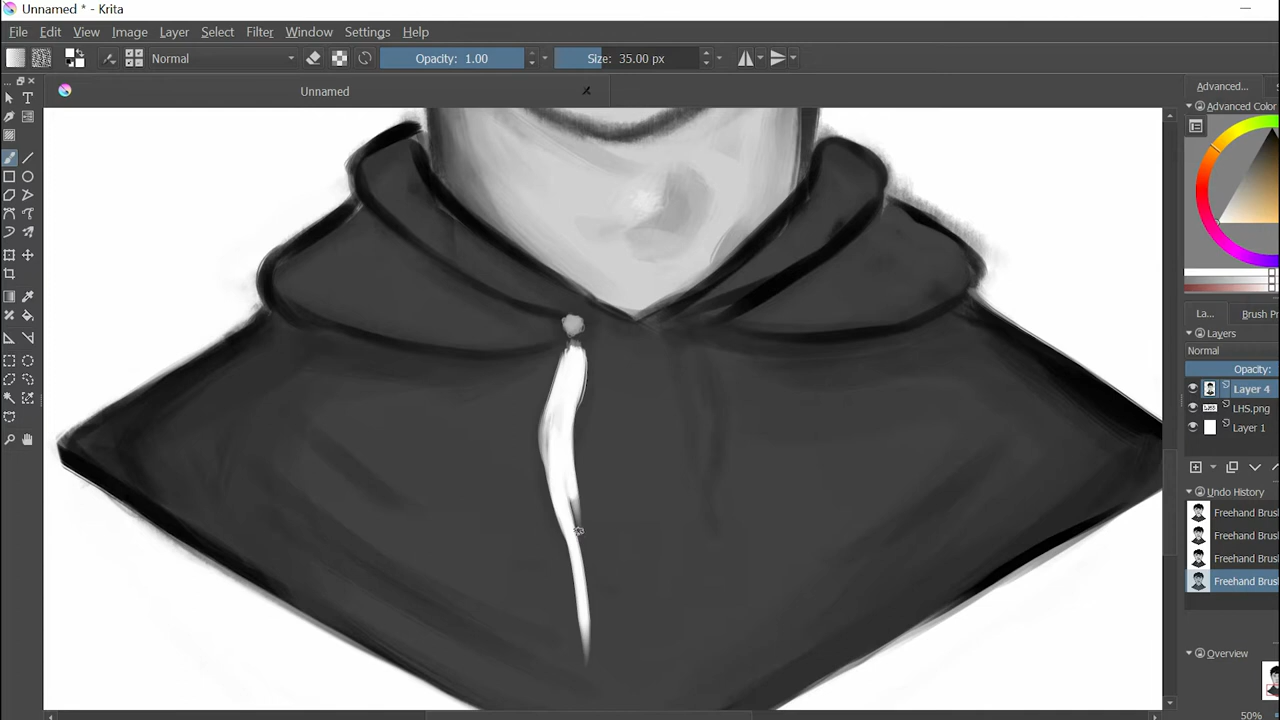 Unnamed * - Krita
File Edit View Image Layer Select Filter Window Settings Help
Normal Opacity: 1.00 Size: 35.00 px
Unnamed
Advanced...
Advanced Color
La... Brush Pr
Layers
Normal
Opacity:
Layer 4
LHS.png
Layer 1
Undo History
Freehand Brus
Freehand Brus
Freehand Brus
Freehand Brus
Overview
50%